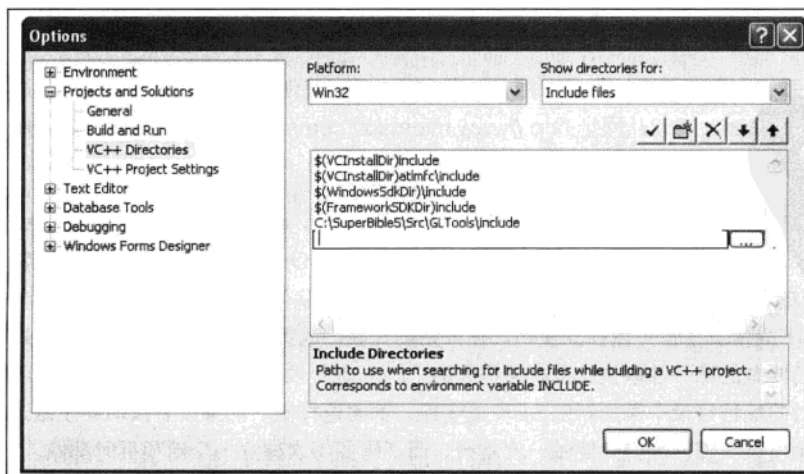 Options
Environment
Projects and Solutions
General
Build and Run
VC++ Directories
VC++ Project Settings
Text Editor
Database Tools
Debugging
Windows Forms Designer
Platform:
Win32
Show directories for:
Include files
$(VCInstallDir)include
$(VCInstallDir)atlmfc\include
$(WindowsSdkDir)\include
$(FrameworkSDKDir)include
C:\SuperBible5\Src\GLTools\include
...
Include Directories
Path to use when searching for include files while building a VC++ project.
Corresponds to environment variable INCLUDE.
OK
Cancel